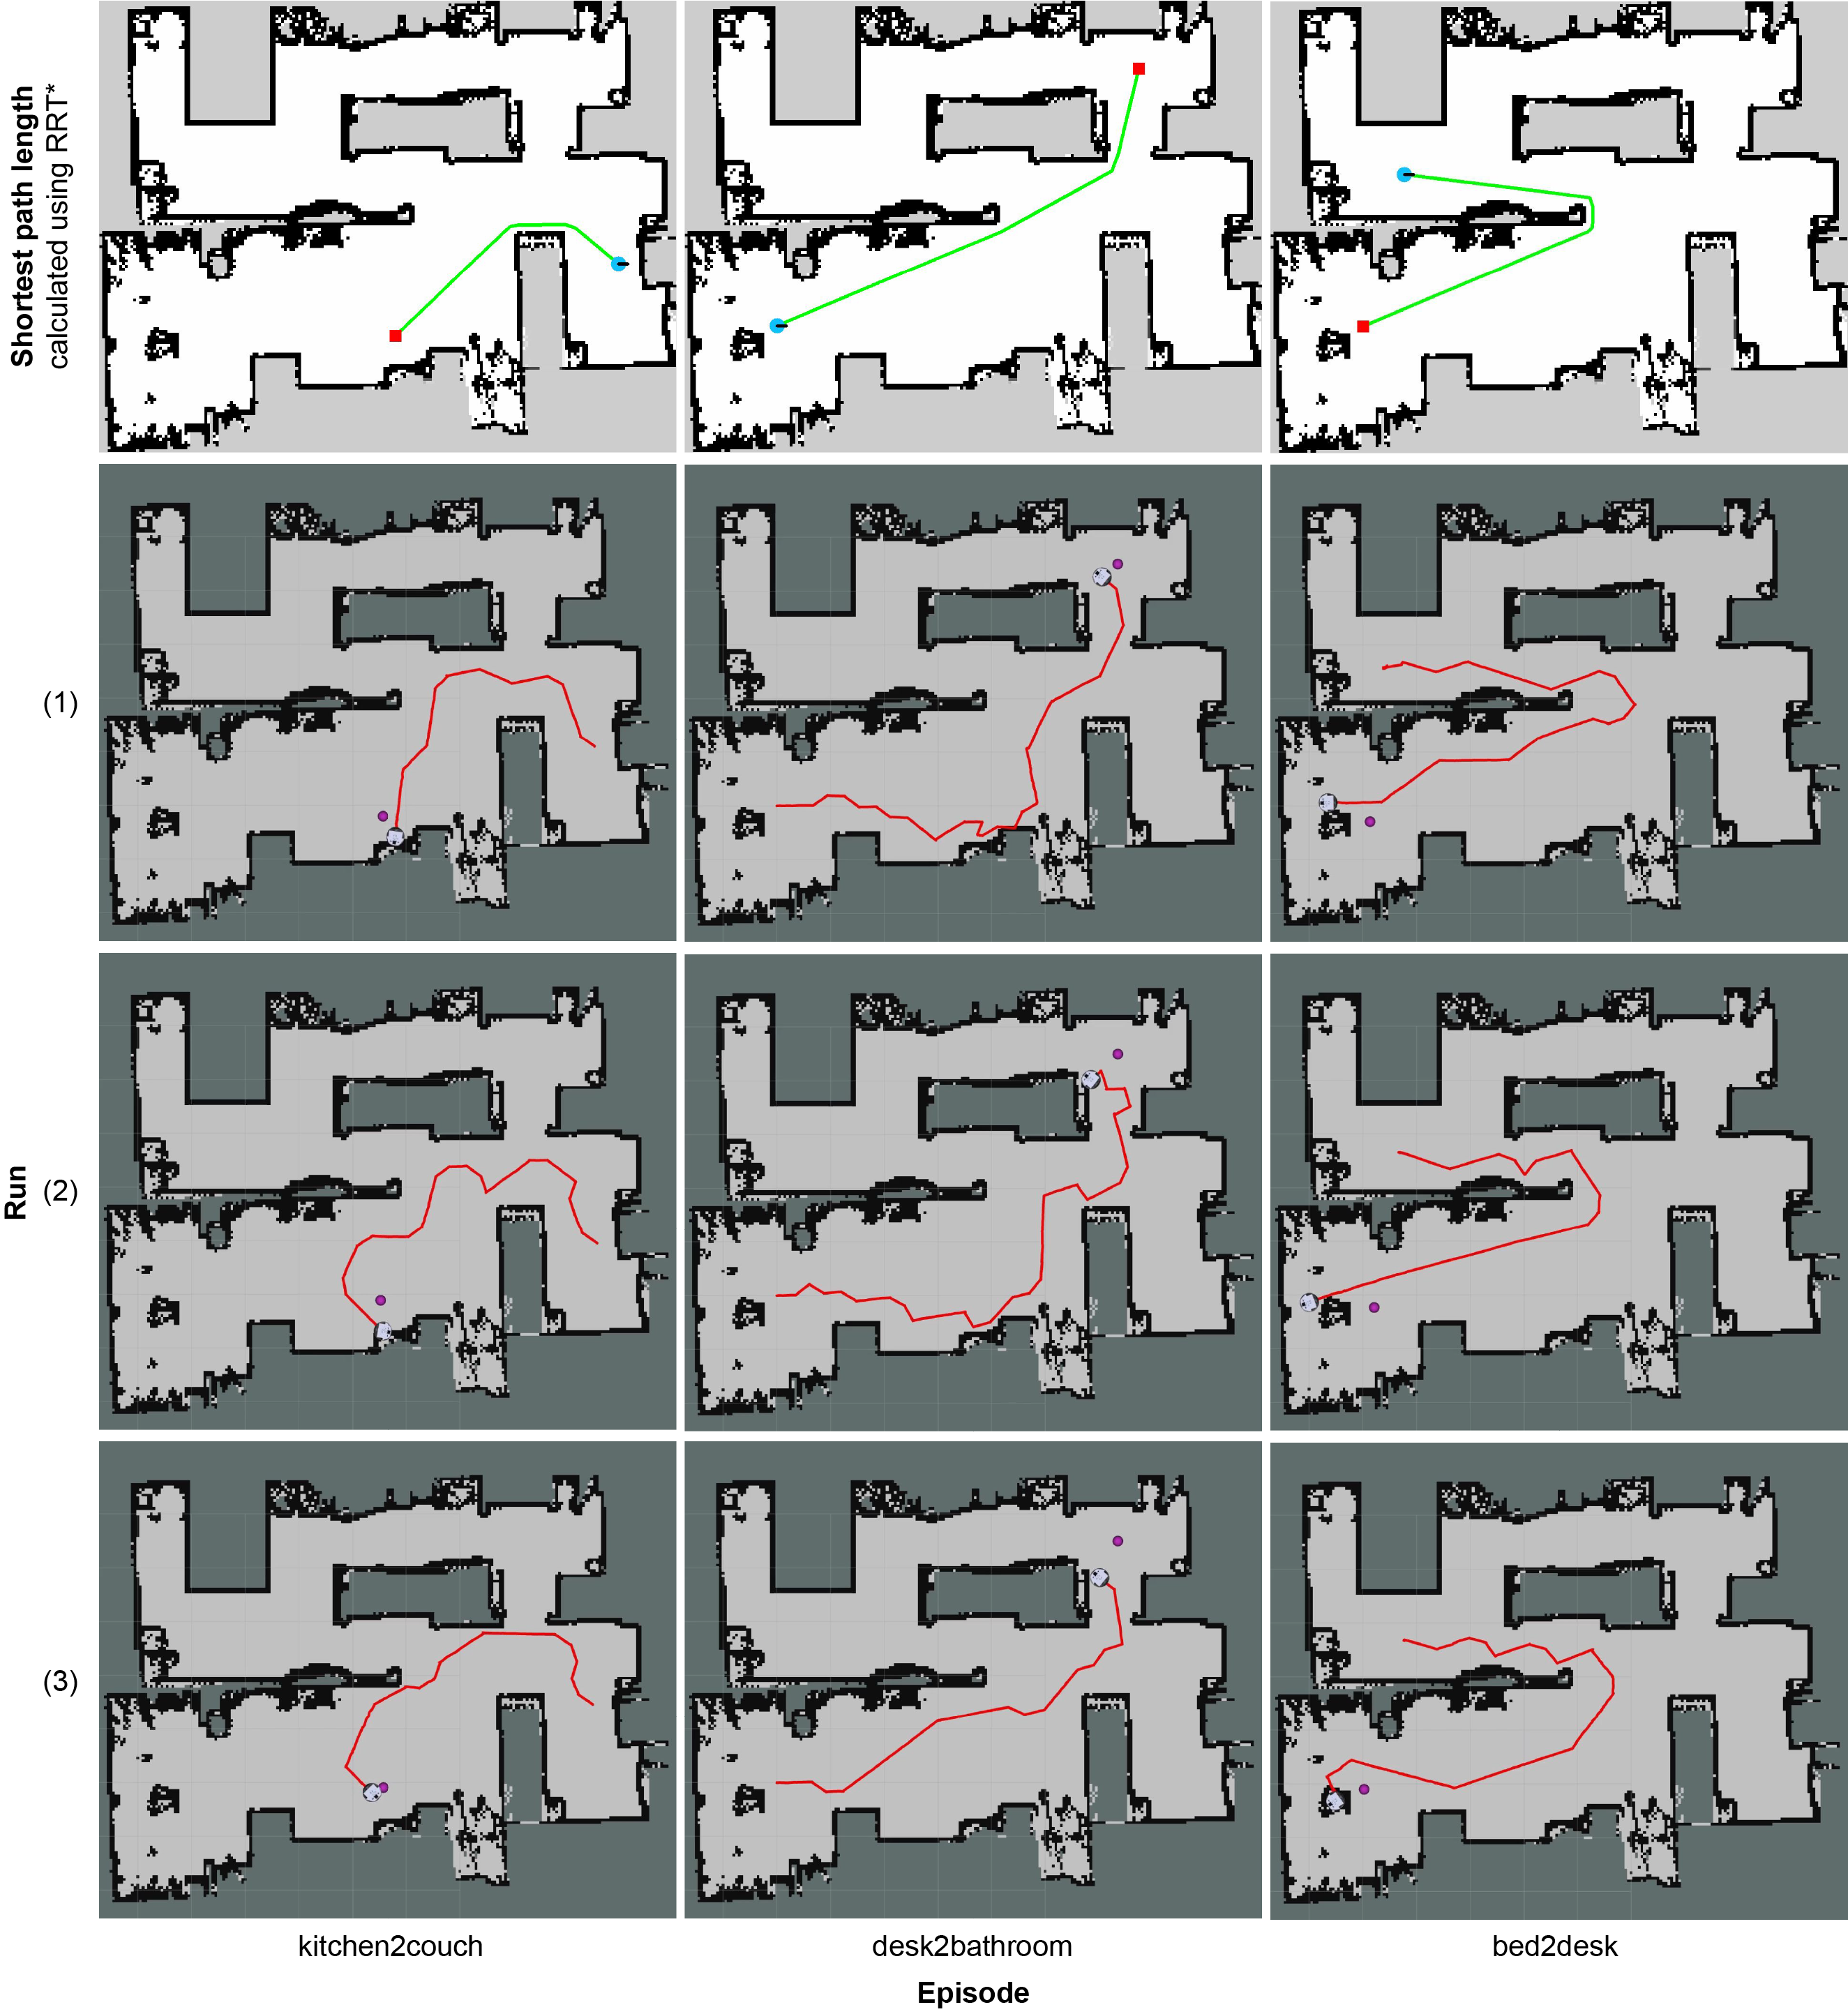 Shortest path length
calculated using RRT*
Run
(1)
(2)
(3)
kitchen2couch
desk2bathroom
bed2desk
Episode